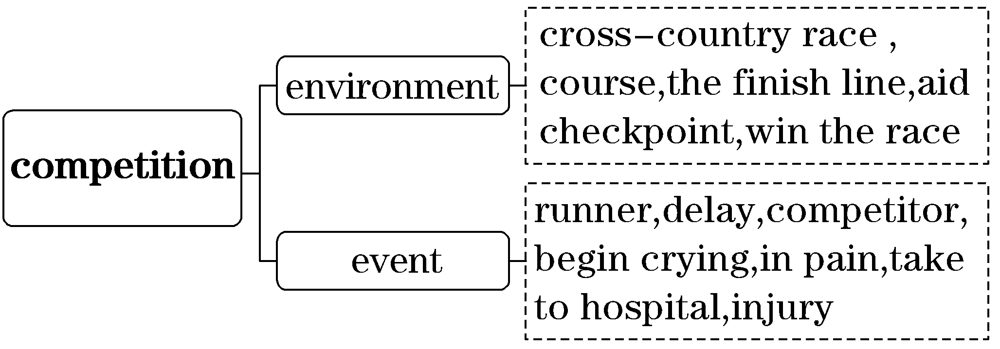 competition
environment
cross–country race ,
course,the finish line,aid
checkpoint,win the race
event
runner,delay,competitor,
begin crying,in pain,take
to hospital,injury